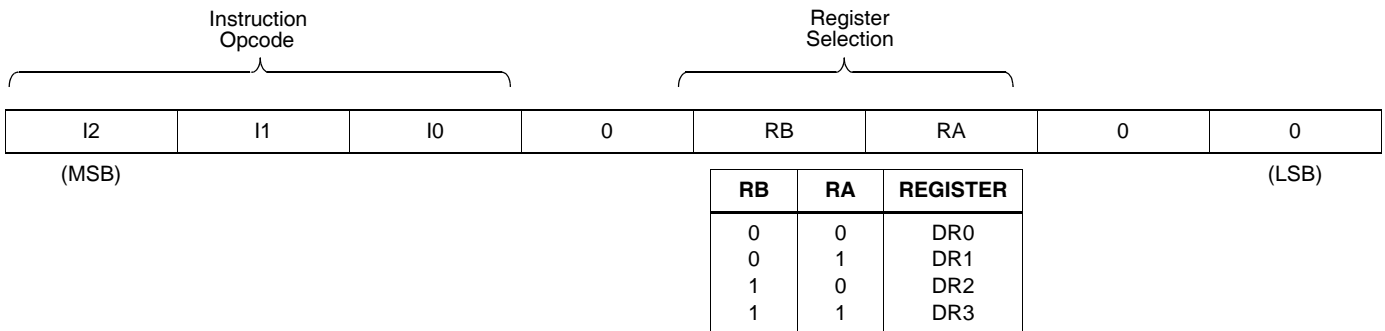 Instruction
Opcode
Register
Selection
I2 I1 I0 0 RB RA 0 0
(MSB) (LSB)
RB RA REGISTER
0 0 DR0
0 1 DR1
1 0 DR2
1 1 DR3